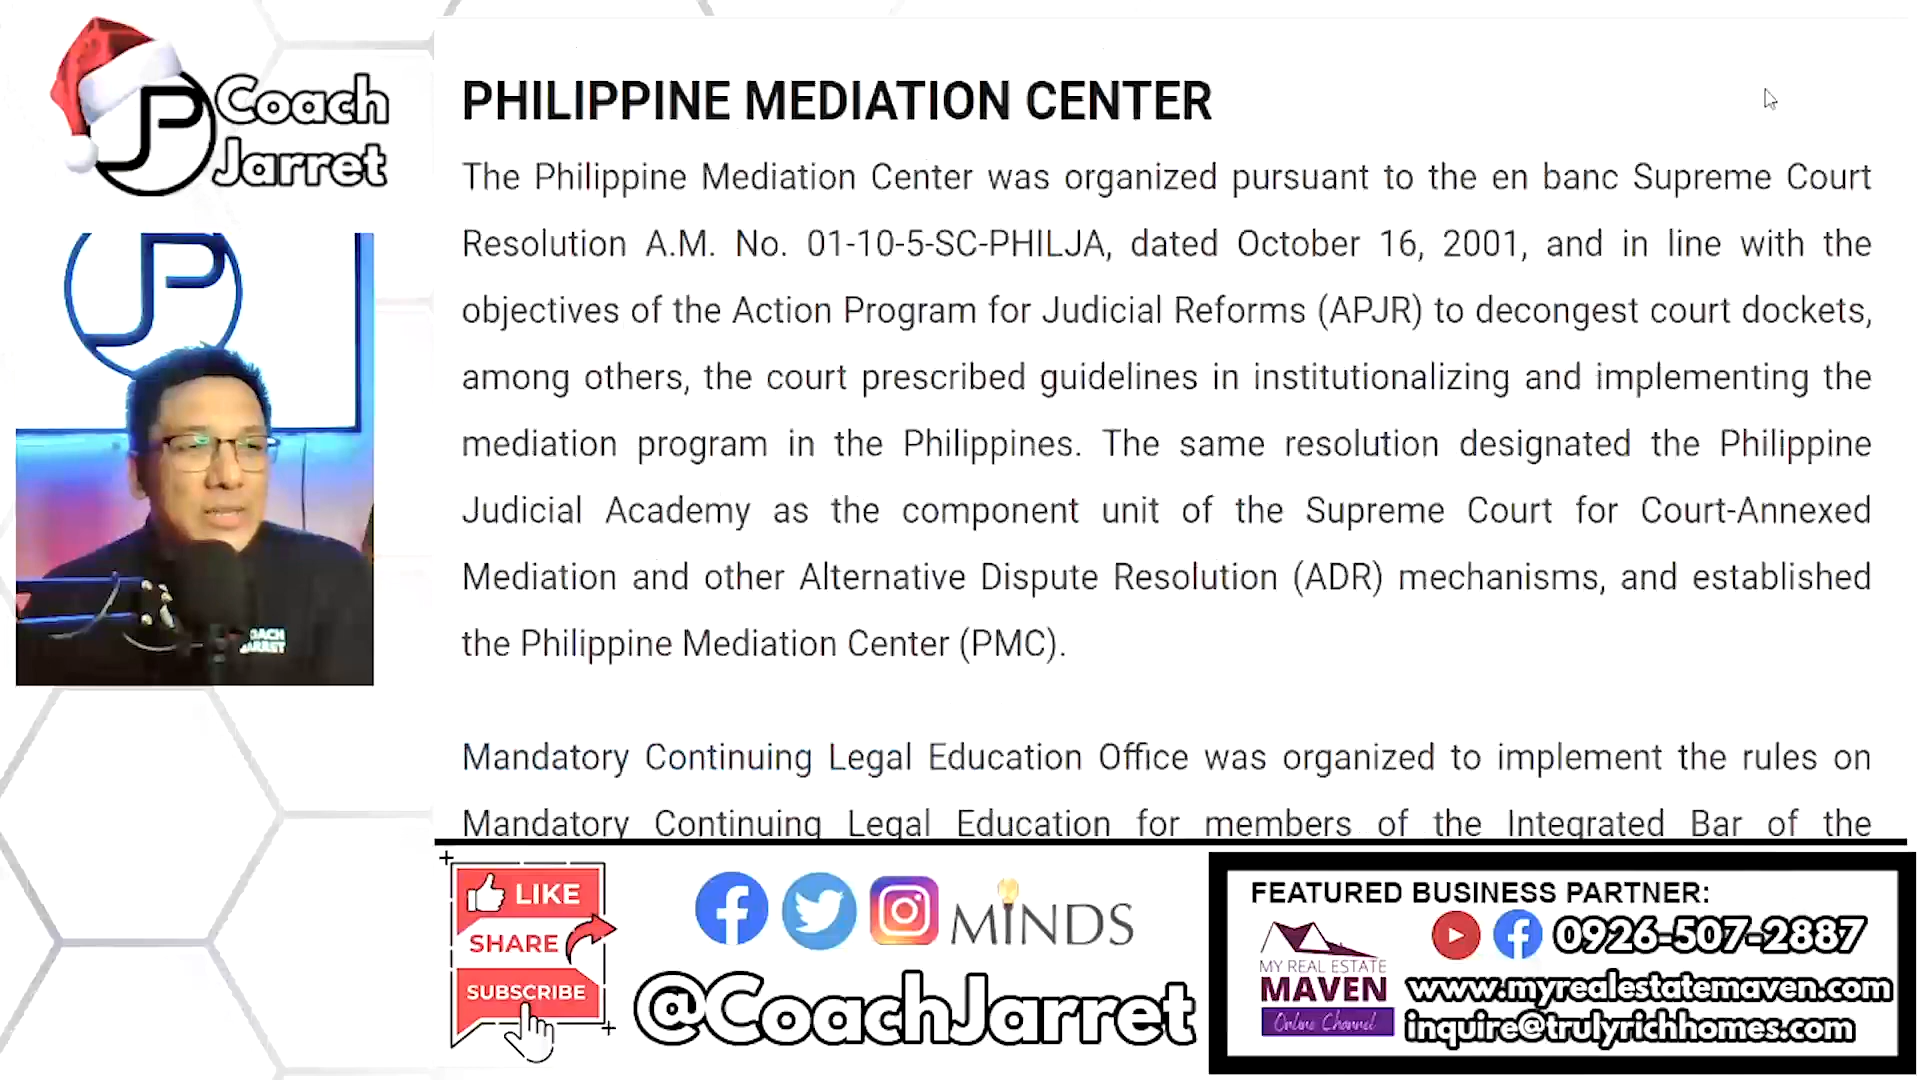 Coach
Jarret
PHILIPPINE MEDIATION CENTER
The Philippine Mediation Center was organized pursuant to the en banc Supreme Court
Resolution A.M. No. 01-10-5-SC-PHILJA, dated October 16, 2001, and in line with the
objectives of the Action Program for Judicial Reforms (APJR) to decongest court dockets,
among others, the court prescribed guidelines in institutionalizing and implementing the
mediation program in the Philippines. The same resolution designated the Philippine
Judicial Academy as the component unit of the Supreme Court for Court-Annexed
Mediation and other Alternative Dispute Resolution (ADR) mechanisms, and established
the Philippine Mediation Center (PMC).
Mandatory Continuing Legal Education Office was organized to implement the rules on
Mandatory Continuing Legal Education for members of the Integrated Bar of the
LIKE
SHARE
SUBSCRIBE
MINDS
@CoachJarret
FEATURED BUSINESS PARTNER:
MY REAL ESTATE
MAVEN
Online Channel
0926-507-2887
www.myrealestatemaven.com
inquire@trulyrichhomes.com